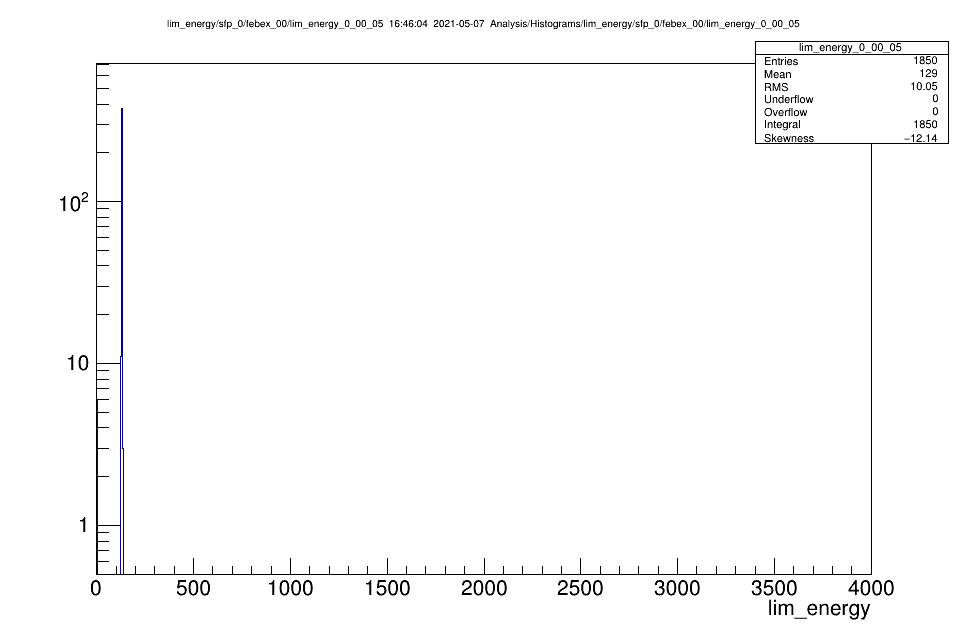 lim_energy/sfp_0/febex_00/lim_energy_0_00_05 16:46:04 2021-05-07 Analysis/Histograms/lim_energy/sfp_0/febex_00/lim_energy_0_00_05
lim_energy_0_00_05
Entries 1850
Mean 129
RMS 10.05
Underflow 0
Overflow 0
Integral 1850
Skewness −12.14
10²
10
1
0 500 1000 1500 2000 2500 3000 3500 4000
lim_energy